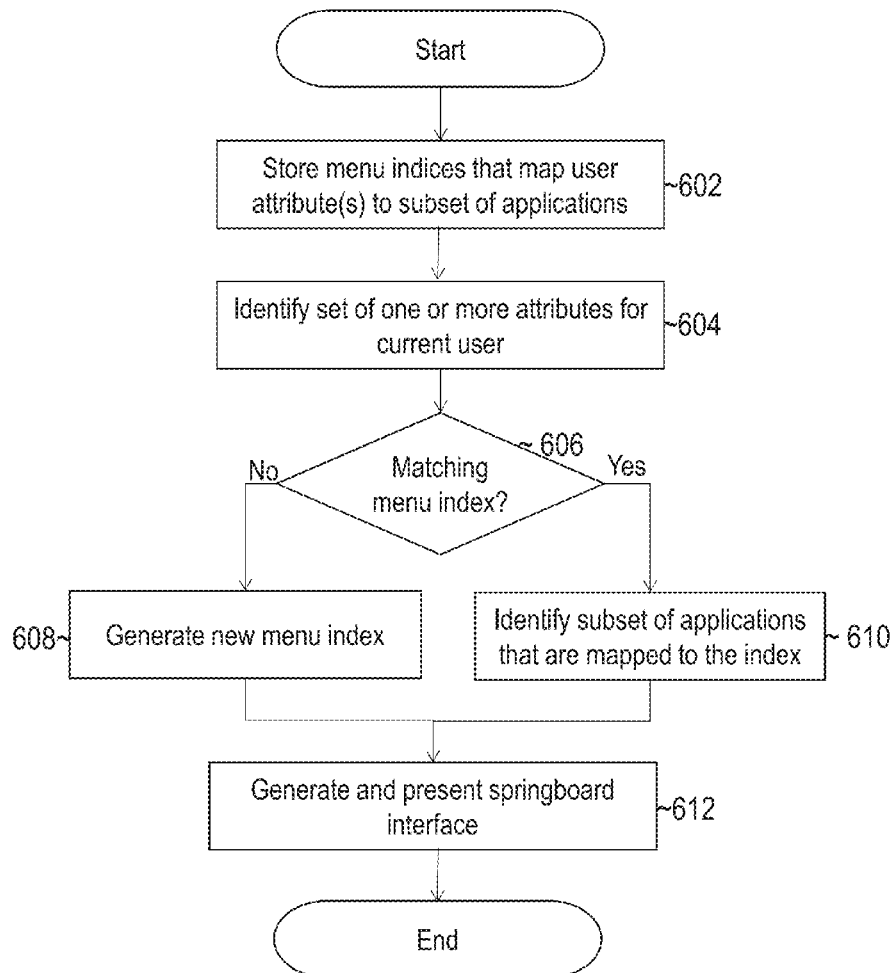 Start
Store menu indices that map user
attribute(s) to subset of applications
~602
Identify set of one or more attributes for
current user
~604
~606
No
Matching
menu index?
Yes
608~
Generate new menu index
Identify subset of applications
that are mapped to the index
~610
Generate and present springboard
interface
~612
End